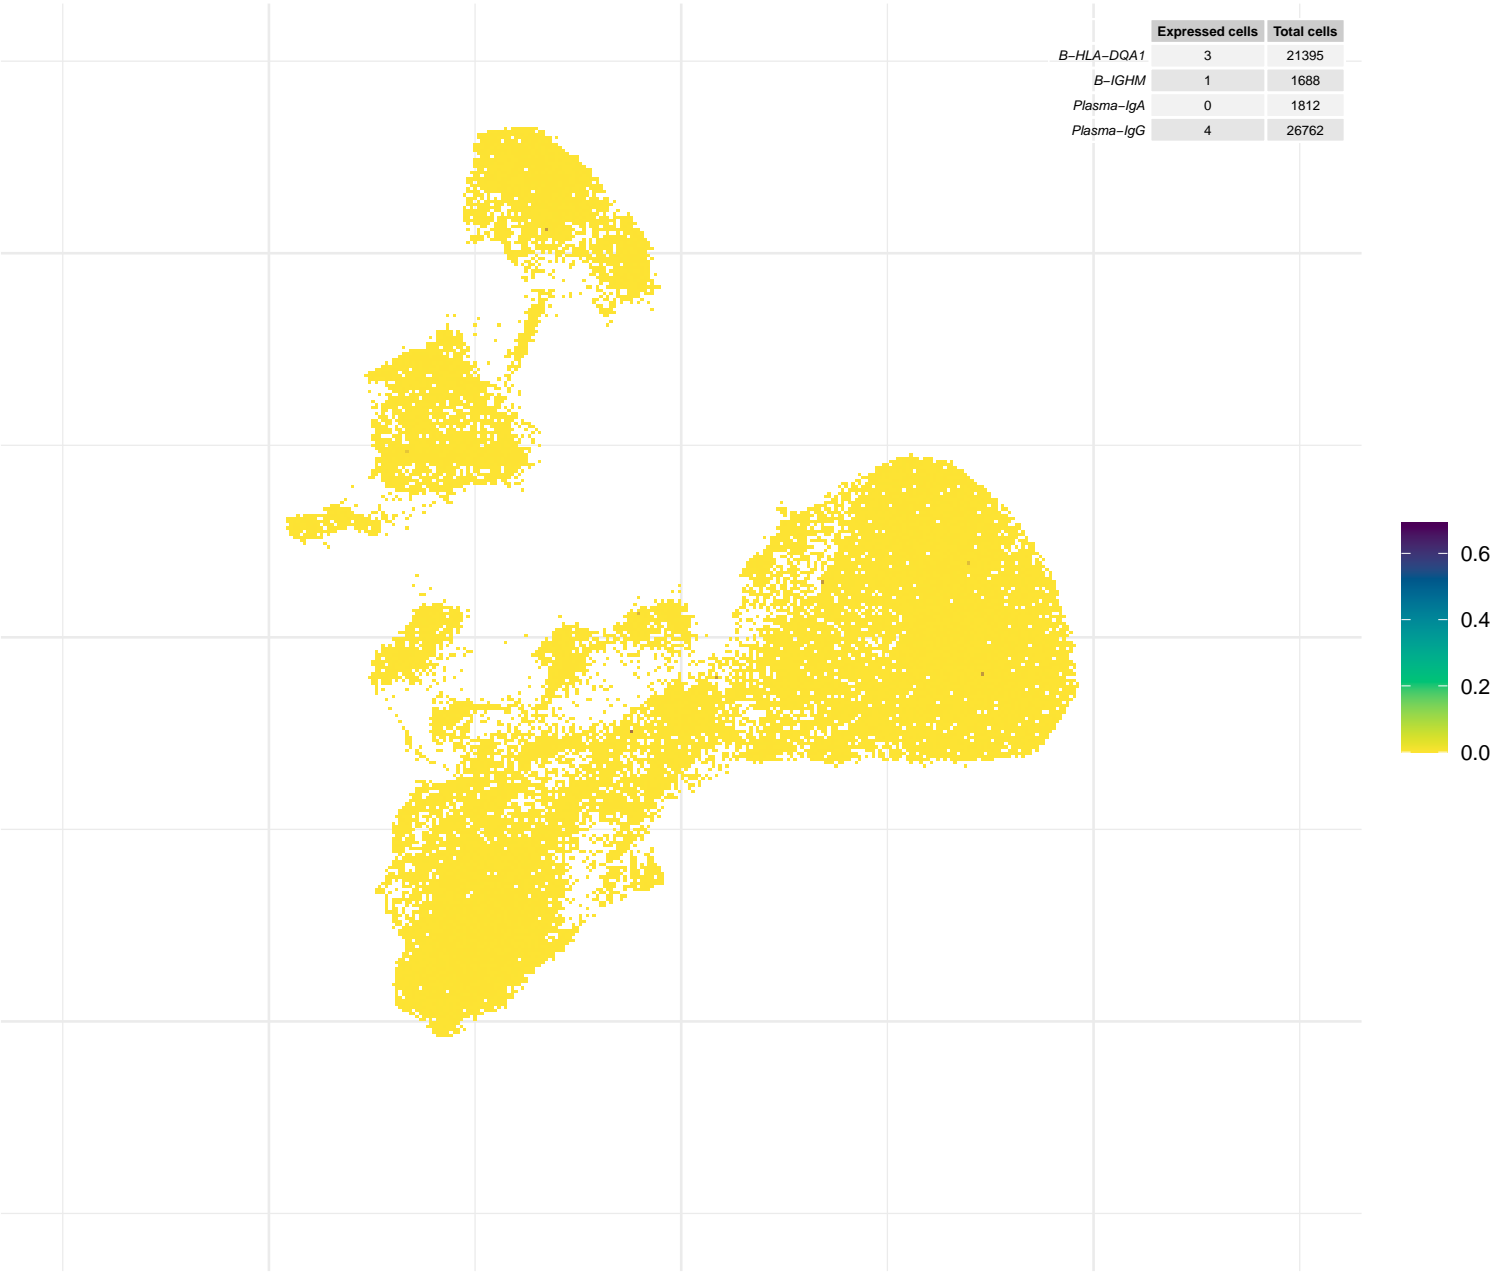 Expressed cells Total cells
B−HLA−DQA1 3 21395
B−IGHM 1 1688
Plasma−IgA 0 1812
Plasma−IgG 4 26762
0.6
0.4
0.2
0.0